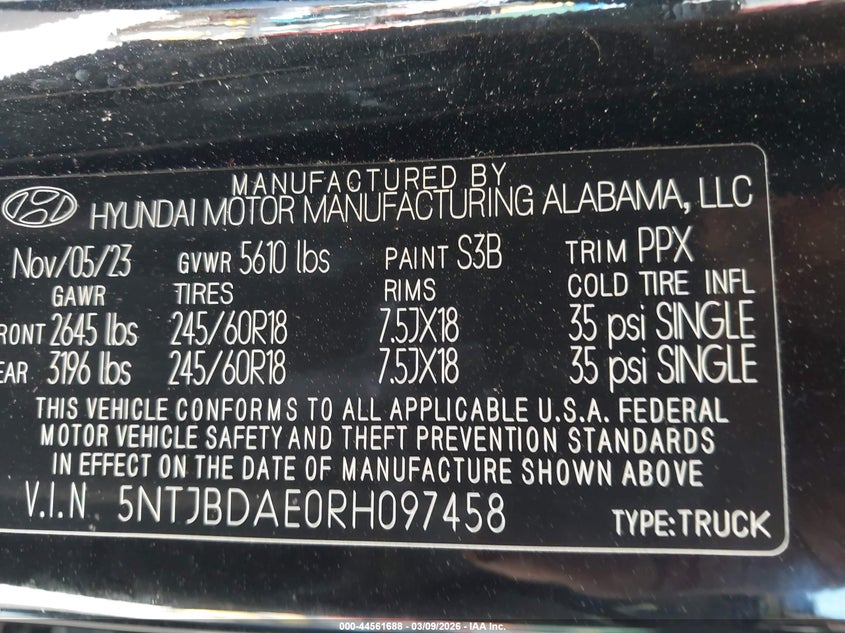 MANUFACTURED BY
HYUNDAI MOTOR MANUFACTURING ALABAMA, LLC
Nov/05/23 GVWR 5610 lbs PAINT S3B TRIM PPX
GAWR TIRES RIMS COLD TIRE INFL
RONT 2645 lbs 245/60R18 7.5JX18 35 psi SINGLE
EAR 3196 lbs 245/60R18 7.5JX18 35 psi SINGLE
THIS VEHICLE CONFORMS TO ALL APPLICABLE U.S.A. FEDERAL
MOTOR VEHICLE SAFETY AND THEFT PREVENTION STANDARDS
IN EFFECT ON THE DATE OF MANUFACTURE SHOWN ABOVE
V.I.N 5NTJBDAE0RH097458 TYPE:TRUCK
000-44561688 - 03/09/2026 - IAA Inc.